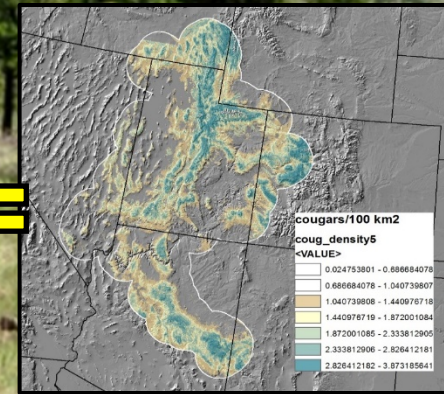 cougars/100 km2
coug_density5
<VALUE>
0.024753801 - 0.686684078
0.686684078 - 1.040739807
1.040739808 - 1.440976718
1.440976719 - 1.872001084
1.872001085 - 2.333812905
2.333812906 - 2.826412181
2.826412182 - 3.873185641